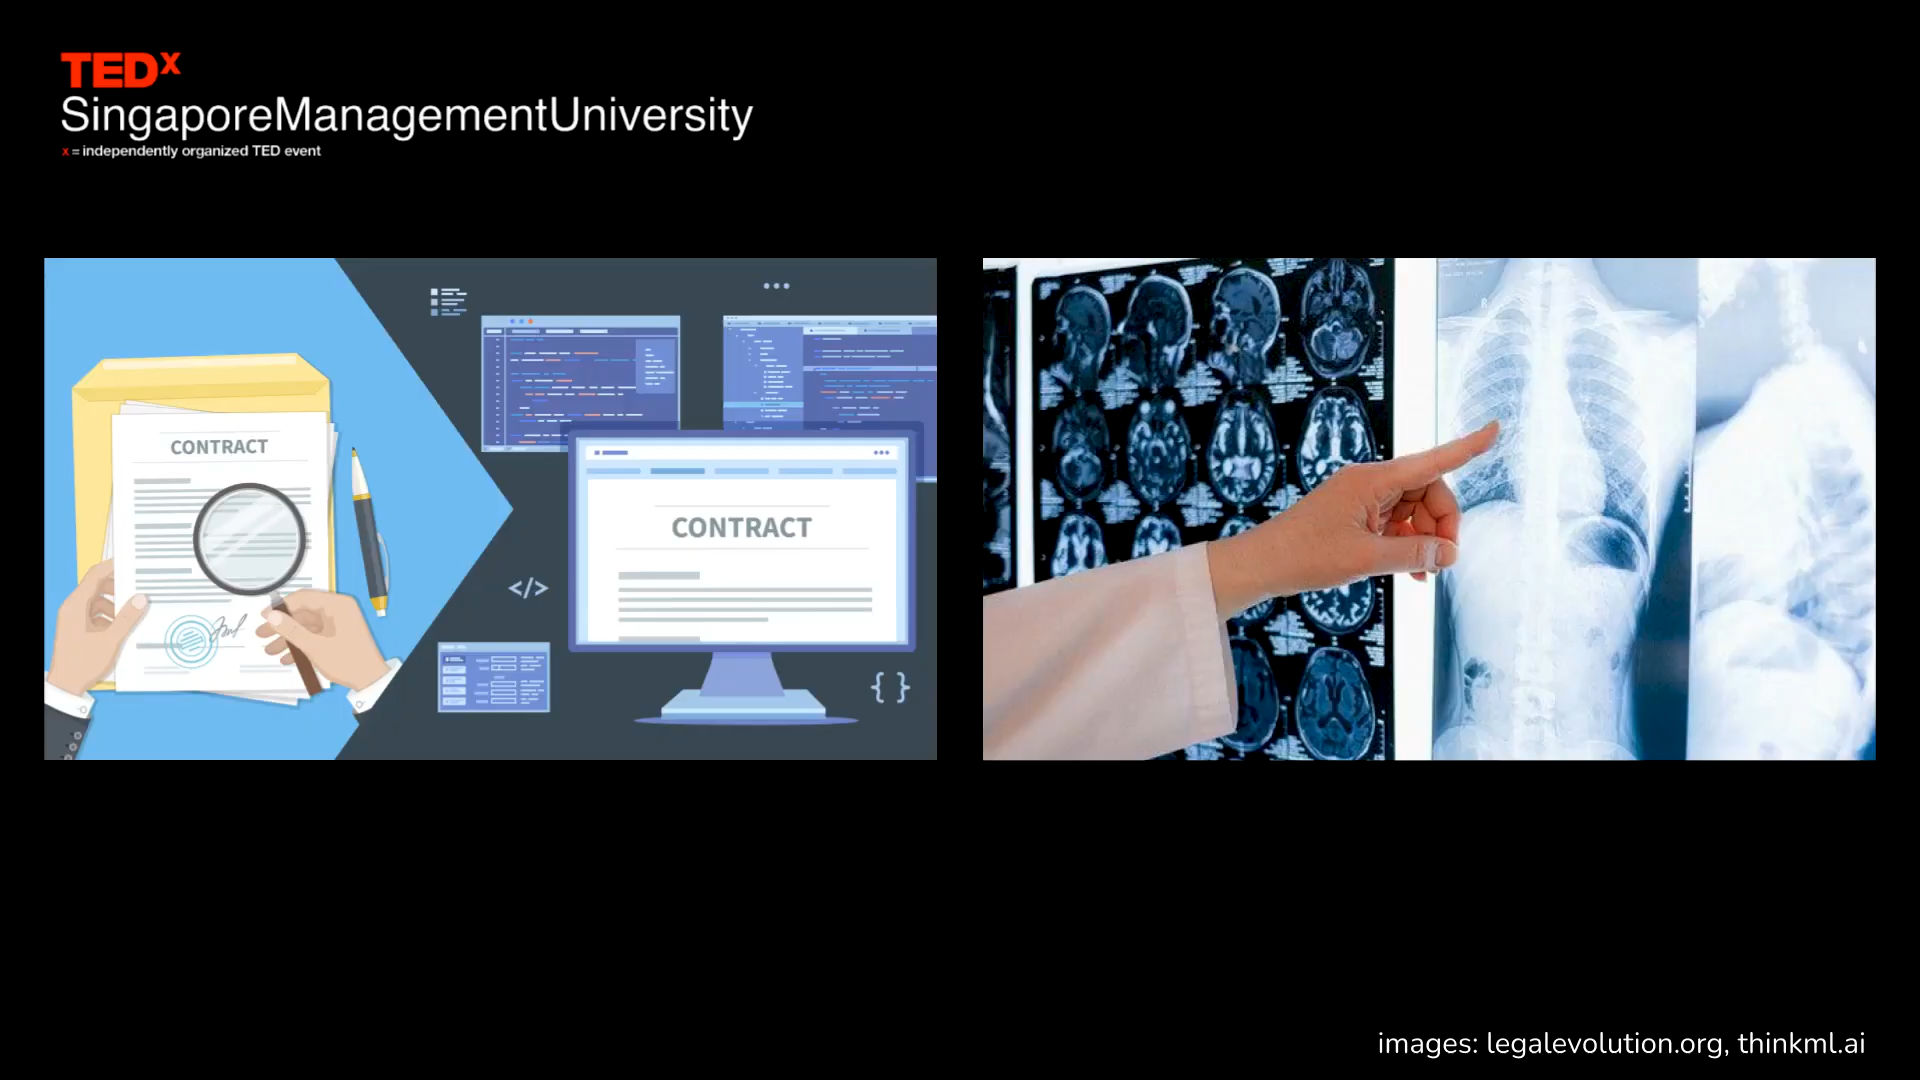 TEDx
SingaporeManagementUniversity
x = independently organized TED event
CONTRACT
CONTRACT
</>
{ }
R
images: legalevolution.org, thinkml.ai